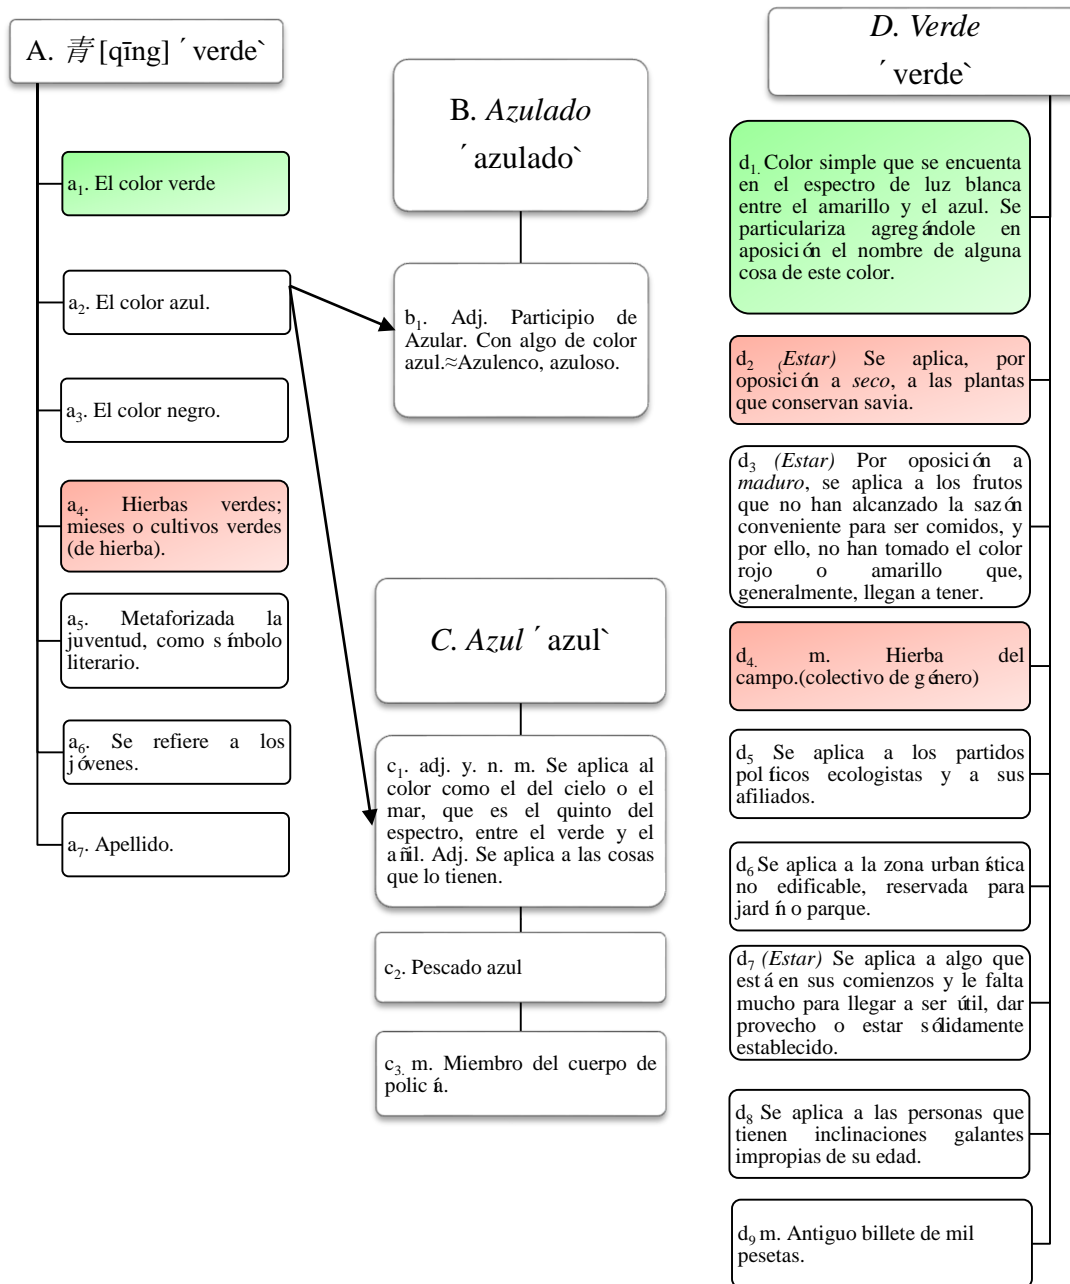 A. 青 [qīng] ´verde`
a1. El color verde
a2. El color azul.
a3. El color negro.
a4. Hierbas verdes;
mieses o cultivos verdes
(de hierba).
a5. Metaforizada la
juventud, como símbolo
literario.
a6. Se refiere a los
jóvenes.
a7. Apellido.
B. Azulado
´azulado`
b1. Adj. Participio de
Azular. Con algo de color
azul.≈Azulenco, azuloso.
C. Azul ´azul`
c1. adj. y. n. m. Se aplica al
color como el del cielo o el
mar, que es el quinto del
espectro, entre el verde y el
añil. Adj. Se aplica a las cosas
que lo tienen.
c2. Pescado azul
c3. m. Miembro del cuerpo de
policía.
D. Verde
´verde`
d1. Color simple que se encuenta
en el espectro de luz blanca
entre el amarillo y el azul. Se
particulariza agregándole en
aposición el nombre de alguna
cosa de este color.
d2 (Estar) Se aplica, por
oposición a seco, a las plantas
que conservan savia.
d3 (Estar) Por oposición a
maduro, se aplica a los frutos
que no han alcanzado la sazón
conveniente para ser comidos, y
por ello, no han tomado el color
rojo o amarillo que,
generalmente, llegan a tener.
d4. m. Hierba del
campo.(colectivo de género)
d5 Se aplica a los partidos
políticos ecologistas y a sus
afiliados.
d6 Se aplica a la zona urbanística
no edificable, reservada para
jardín o parque.
d7 (Estar) Se aplica a algo que
está en sus comienzos y le falta
mucho para llegar a ser útil, dar
provecho o estar sólidamente
establecido.
d8 Se aplica a las personas que
tienen inclinaciones galantes
impropias de su edad.
d9 m. Antiguo billete de mil
pesetas.